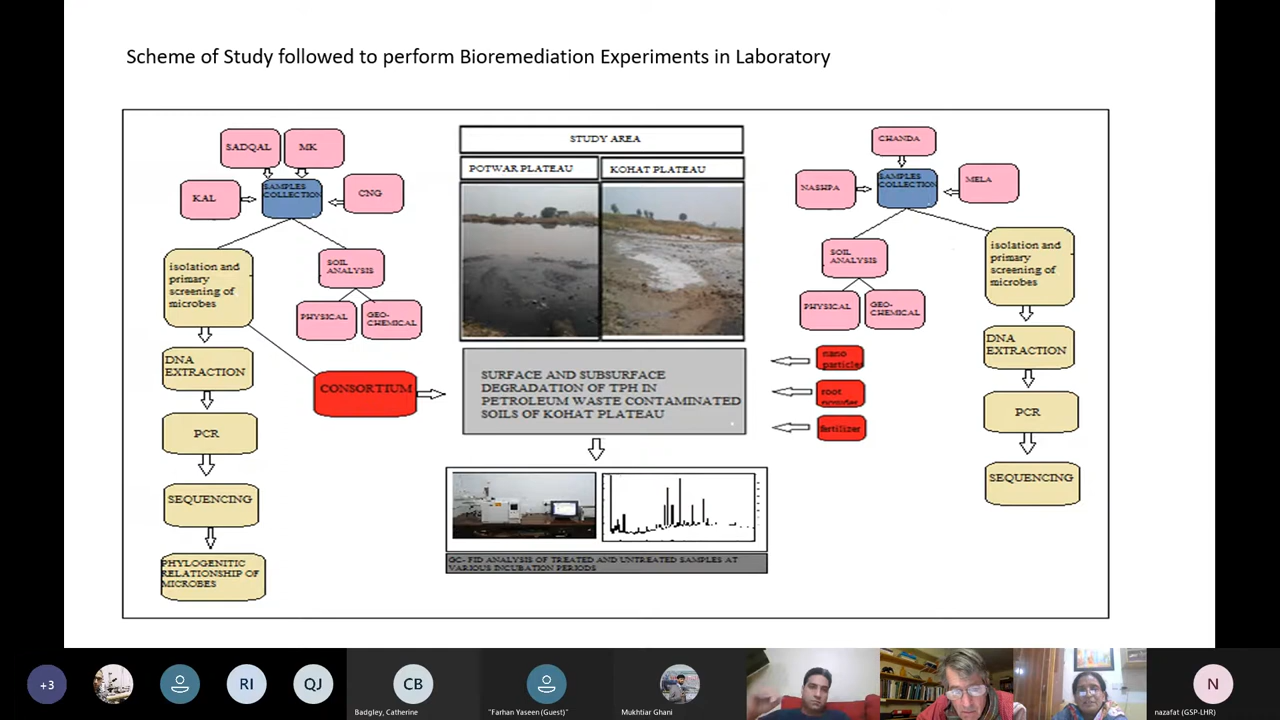 Scheme of Study followed to perform Bioremediation Experiments in Laboratory
SADQAL
MK
KAL
SAMPLES
COLLECTION
CNG
isolation and
primary
screening of
microbes
SOIL
ANALYSIS
PHYSICAL
GEO-
CHEMICAL
DNA
EXTRACTION
CONSORTIUM
PCR
SEQUENCING
PHYLOGENITIC
RELATIONSHIP OF
MICROBES
STUDY AREA
POTWAR PLATEAU
KOHAT PLATEAU
SURFACE AND SUBSURFACE
DEGRADATION OF TPH IN
PETROLEUM WASTE CONTAMINATED
SOILS OF KOHAT PLATEAU
GC- FID ANALYSIS OF TREATED AND UNTREATED SAMPLES AT
VARIOUS INCUBATION PERIODS
CHANDA
NASHPA
SAMPLES
COLLECTION
MELA
SOIL
ANALYSIS
PHYSICAL
GEO-
CHEMICAL
nano
particles
root
powder
fertilizer
isolation and
primary
screening of
microbes
DNA
EXTRACTION
PCR
SEQUENCING
+3
RI
QJ
CB
Badgley, Catherine
"Farhan Yaseen (Guest)"
Mukhtiar Ghani
N
nazafat (GSP-LHR)